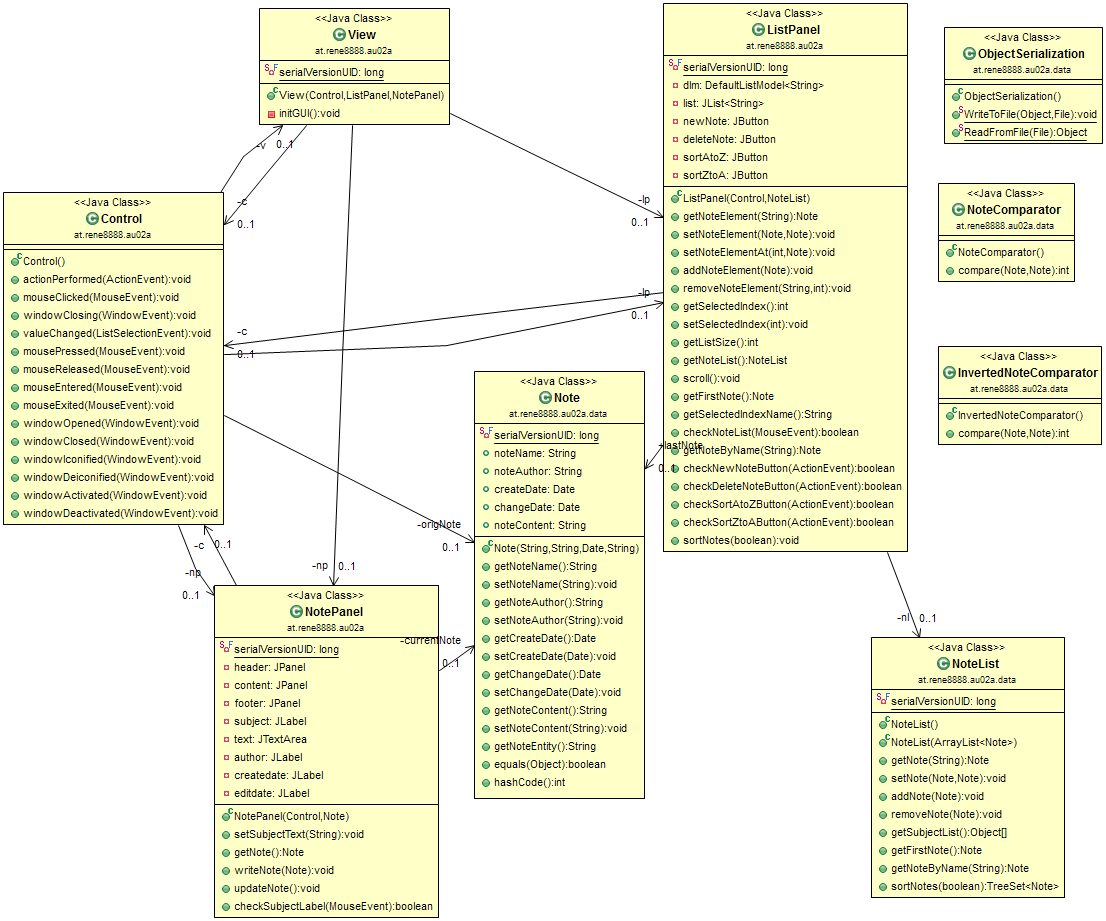 <<Java Class>>
View
at.rene8888.au02a
serialVersionUID: long
View(Control,ListPanel,NotePanel)
initGUI():void
<<Java Class>>
ListPanel
at.rene8888.au02a
serialVersionUID: long
dlm: DefaultListModel<String>
list: JList<String>
newNote: JButton
deleteNote: JButton
sortAtoZ: JButton
sortZtoA: JButton
ListPanel(Control,NoteList)
getNoteElement(String):Note
setNoteElement(Note,Note):void
setNoteElementAt(int,Note):void
addNoteElement(Note):void
removeNoteElement(String,int):void
getSelectedIndex():int
setSelectedIndex(int):void
getListSize():int
getNoteList():NoteList
scroll():void
getFirstNote():Note
getSelectedIndexName():String
checkNoteList(MouseEvent):boolean
getNoteByName(String):Note
checkNewNoteButton(ActionEvent):boolean
checkDeleteNoteButton(ActionEvent):boolean
checkSortAtoZButton(ActionEvent):boolean
checkSortZtoAButton(ActionEvent):boolean
sortNotes(boolean):void
<<Java Class>>
ObjectSerialization
at.rene8888.au02a.data
ObjectSerialization()
WriteToFile(Object,File):void
ReadFromFile(File):Object
<<Java Class>>
NoteComparator
at.rene8888.au02a.data
NoteComparator()
compare(Note,Note):int
<<Java Class>>
InvertedNoteComparator
at.rene8888.au02a.data
InvertedNoteComparator()
compare(Note,Note):int
<<Java Class>>
Control
at.rene8888.au02a
Control()
actionPerformed(ActionEvent):void
mouseClicked(MouseEvent):void
windowClosing(WindowEvent):void
valueChanged(ListSelectionEvent):void
mousePressed(MouseEvent):void
mouseReleased(MouseEvent):void
mouseEntered(MouseEvent):void
mouseExited(MouseEvent):void
windowOpened(WindowEvent):void
windowClosed(WindowEvent):void
windowIconified(WindowEvent):void
windowDeiconified(WindowEvent):void
windowActivated(WindowEvent):void
windowDeactivated(WindowEvent):void
<<Java Class>>
Note
at.rene8888.au02a.data
serialVersionUID: long
noteName: String
noteAuthor: String
createDate: Date
changeDate: Date
noteContent: String
Note(String,String,Date,String)
getNoteName():String
setNoteName(String):void
getNoteAuthor():String
setNoteAuthor(String):void
getCreateDate():Date
setCreateDate(Date):void
getChangeDate():Date
setChangeDate(Date):void
getNoteContent():String
setNoteContent(String):void
getNoteEntity():String
equals(Object):boolean
hashCode():int
<<Java Class>>
NotePanel
at.rene8888.au02a
serialVersionUID: long
header: JPanel
content: JPanel
footer: JPanel
subject: JLabel
text: JTextArea
author: JLabel
createdate: JLabel
editdate: JLabel
NotePanel(Control,Note)
setSubjectText(String):void
getNote():Note
writeNote(Note):void
updateNote():void
checkSubjectLabel(MouseEvent):boolean
<<Java Class>>
NoteList
at.rene8888.au02a.data
serialVersionUID: long
NoteList()
NoteList(ArrayList<Note>)
getNote(String):Note
setNote(Note,Note):void
addNote(Note):void
removeNote(Note):void
getSubjectList():Object[]
getFirstNote():Note
getNoteByName(String):Note
sortNotes(boolean):TreeSet<Note>
-v
0..1
-c
0..1
-lp
0..1
-lp
0..1
-c
0..1
+lastNote
0..1
-origNote
0..1
-c
0..1
-np
0..1
-np
0..1
-currentNote
0..1
-nl
0..1